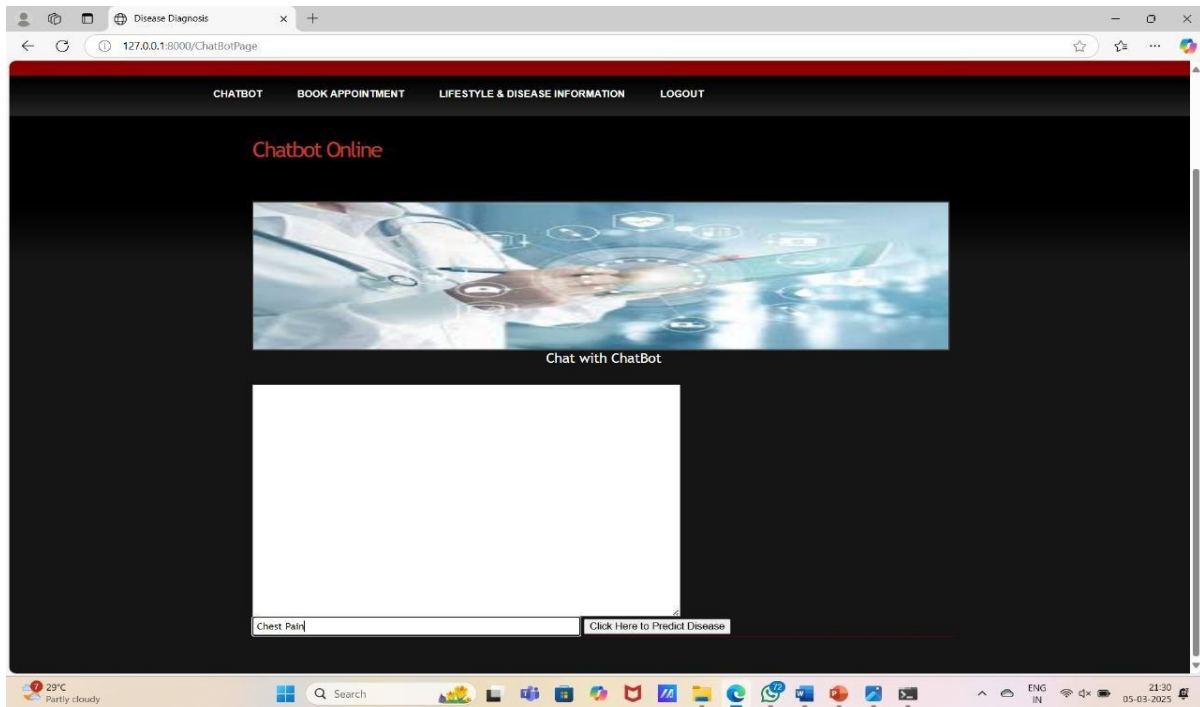 Disease Diagnosis
127.0.0.1:8000/ChatBotPage
CHATBOT BOOK APPOINTMENT LIFESTYLE & DISEASE INFORMATION LOGOUT
Chatbot Online
Chat with ChatBot
Chest Pain
Click Here to Predict Disease
7
29°C
Partly cloudy
Search
72
ENG
IN
21:30
05-03-2025